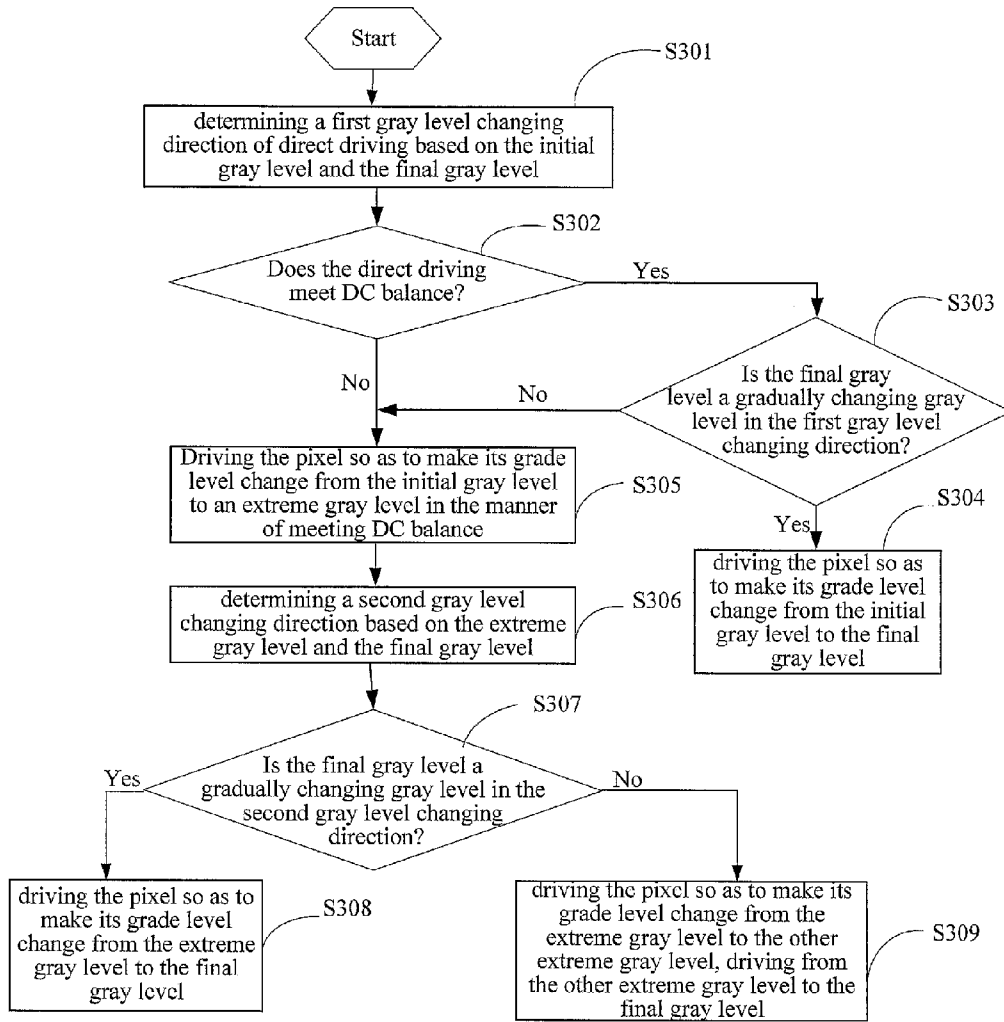 Start
S301
determining a first gray level changing
direction of direct driving based on the initial
gray level and the final gray level
S302
Does the direct driving
meet DC balance?
Yes
S303
Is the final gray
level a gradually changing gray
level in the first gray level
changing direction?
No
No
Driving the pixel so as to make its grade
level change from the initial gray level
to an extreme gray level in the manner
of meeting DC balance
S305
Yes
S304
driving the pixel so as
to make its grade level
change from the initial
gray level to the final
gray level
determining a second gray level
changing direction based on the extreme
gray level and the final gray level
S306
S307
Is the final gray level a
gradually changing gray level in the
second gray level changing
direction?
Yes
No
driving the pixel so as to
make its grade level
change from the extreme
gray level to the final
gray level
S308
driving the pixel so as to make its
grade level change from the
extreme gray level to the other
extreme gray level, driving from
the other extreme gray level to the
final gray level
S309